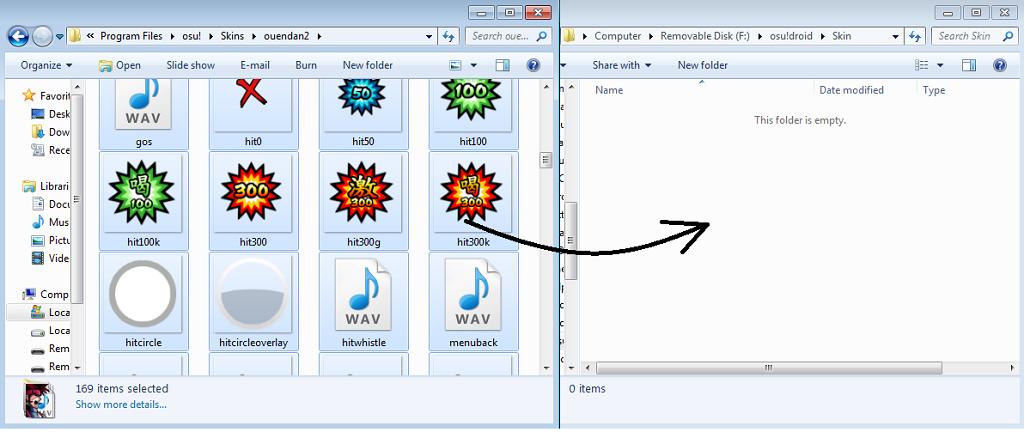 « Program Files osu! Skins ouendan2
Search oue...
Organize Open Slide show E-mail Burn New folder
Favorit
Desk
Dow
Rece
Librari
Docu
Mus
Pictu
Vide
Comp
Loca
Loca
Rem
Rem
WAV
50
100
gos hit0 hit50 hit100
喝 100
300
激 300
喝 300
hit100k hit300 hit300g hit300k
WAV WAV
hitcircle hitcircleoverlay hitwhistle menuback
169 items selected
Show more details...
WAV
Computer Removable Disk (F:) osu!droid Skin
Search Skin
Share with New folder
Name Date modified Type
This folder is empty.
0 items